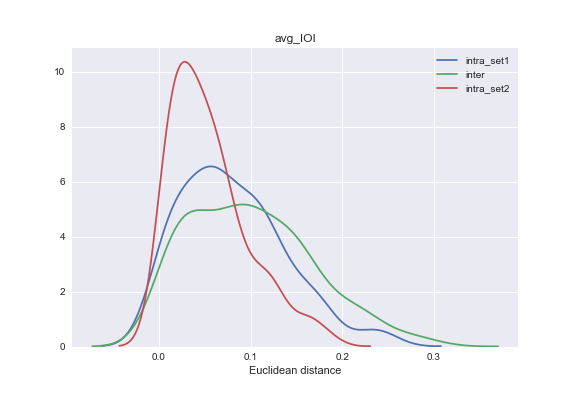 avg_IOI
intra_set1
inter
intra_set2
10
8
6
4
2
0
0.0 0.1 0.2 0.3
Euclidean distance